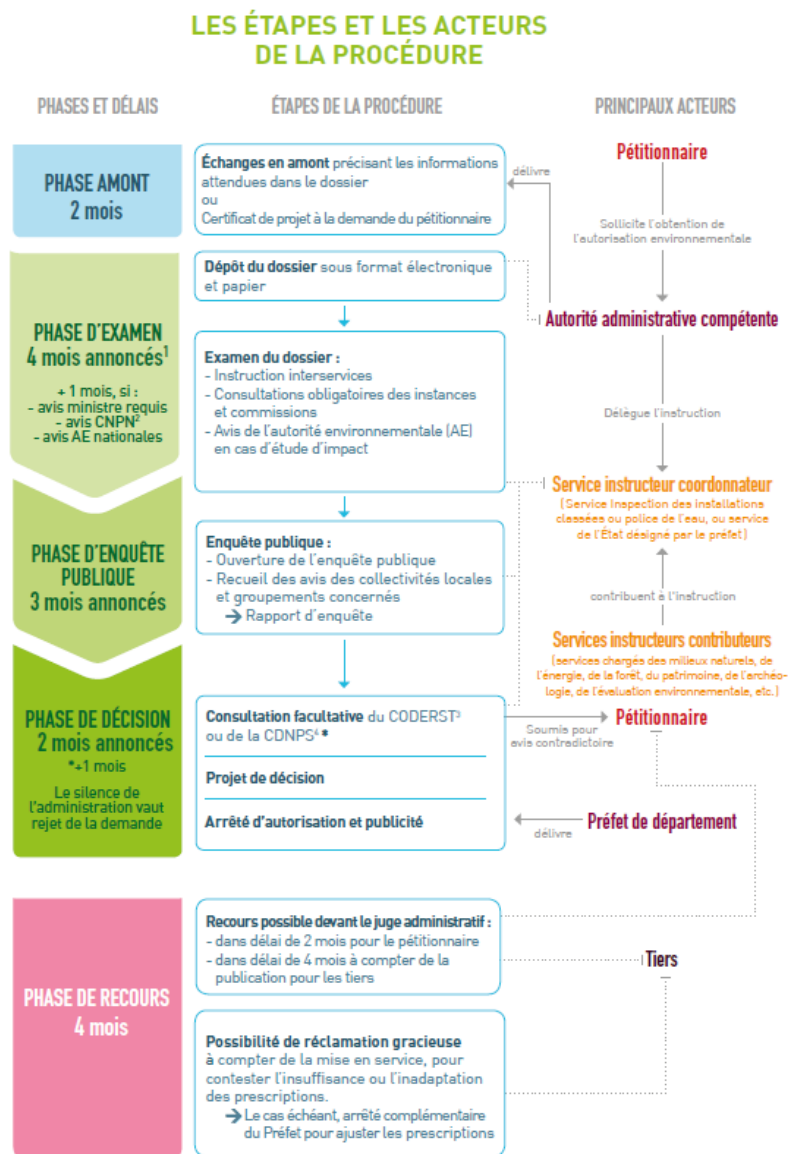 LES ÉTAPES ET LES ACTEURS
DE LA PROCÉDURE
PHASES ET DÉLAIS
ÉTAPES DE LA PROCÉDURE
PRINCIPAUX ACTEURS
PHASE AMONT
2 mois
Échanges en amont précisant les informations
attendues dans le dossier
ou
Certificat de projet à la demande du pétitionnaire
délivre
Pétitionnaire
Sollicite l'obtention de
l'autorisation environnementale
Dépôt du dossier sous format électronique
et papier
Autorité administrative compétente
PHASE D'EXAMEN
4 mois annoncés¹
+ 1 mois, si :
- avis ministre requis
- avis CNPN²
- avis AE nationales
Examen du dossier :
- Instruction interservices
- Consultations obligatoires des instances
et commissions
- Avis de l'autorité environnementale (AE)
en cas d'étude d'impact
Délègue l'instruction
Service instructeur coordonnateur
(Service Inspection des installations
classées ou police de l'eau, ou service
de l'État désigné par le préfet)
PHASE D'ENQUÊTE
PUBLIQUE
3 mois annoncés
Enquête publique :
- Ouverture de l'enquête publique
- Recueil des avis des collectivités locales
et groupements concernés
→ Rapport d'enquête
contribuent à l'instruction
Services instructeurs contributeurs
(services chargés des milieux naturels, de
l'énergie, de la forêt, du patrimoine, de l'archéo-
logie, de l'évaluation environnementale, etc.)
PHASE DE DÉCISION
2 mois annoncés
*+1 mois
Le silence de
l'administration vaut
rejet de la demande
Consultation facultative du CODERST³
ou de la CDNPS⁴ *
Projet de décision
Arrêté d'autorisation et publicité
Soumis pour
avis contradictoire
Pétitionnaire
délivre
Préfet de département
PHASE DE RECOURS
4 mois
Recours possible devant le juge administratif :
- dans délai de 2 mois pour le pétitionnaire
- dans délai de 4 mois à compter de la
publication pour les tiers
Tiers
Possibilité de réclamation gracieuse
à compter de la mise en service, pour
contester l'insuffisance ou l'inadaptation
des prescriptions.
→ Le cas échéant, arrêté complémentaire
du Préfet pour ajuster les prescriptions